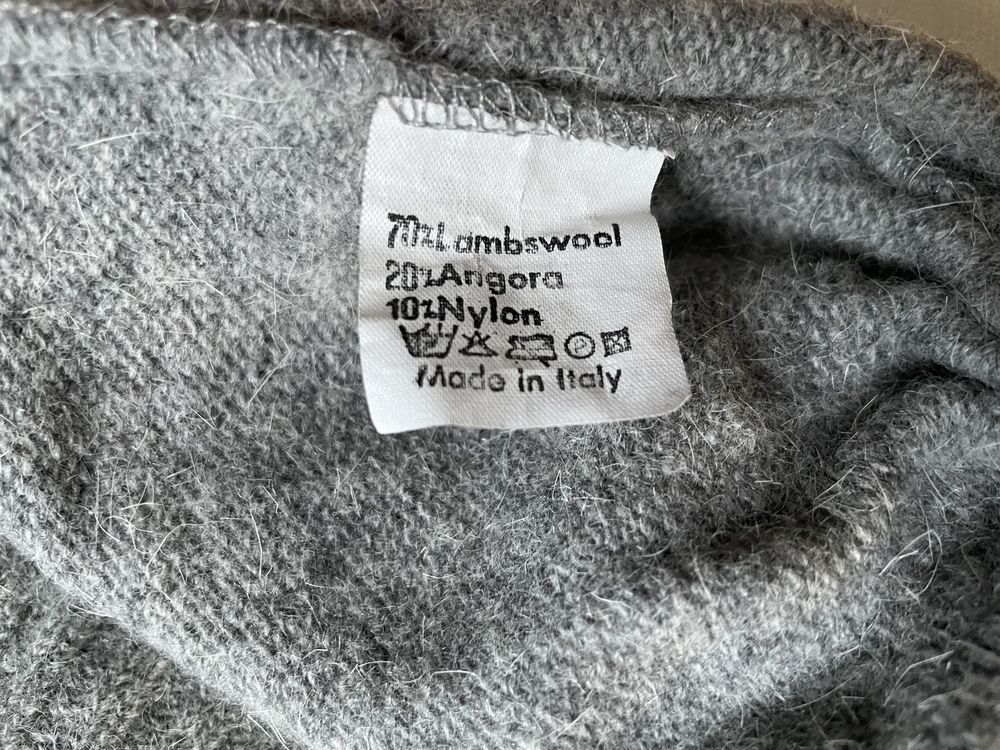 70% Lambswool
20% Angora
10% Nylon
P
Made in Italy